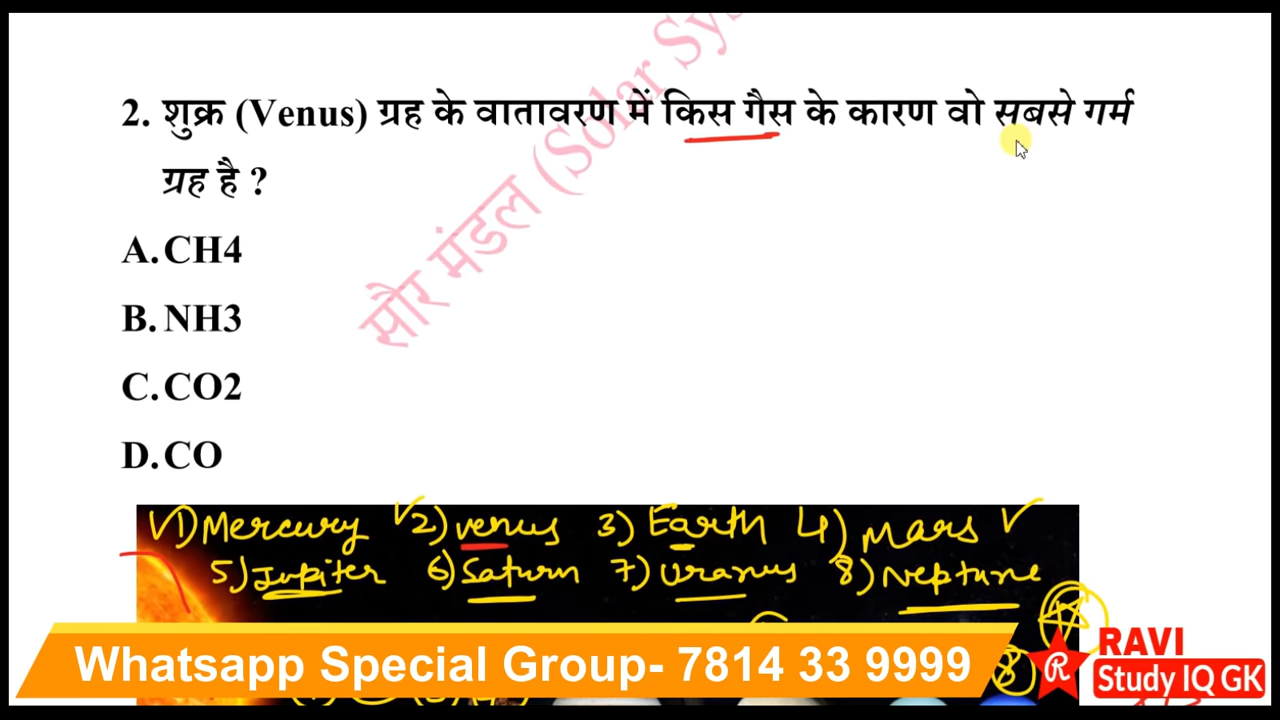 सौर मंडल (Solar Sys
2. शुक्र (Venus) ग्रह के वातावरण में किस गैस के कारण वो सबसे गर्म
ग्रह है ?
A. CH4
B. NH3
C. CO2
D. CO
1) Mercury 2) venus 3) Earth 4) Mars
5) Jupiter 6) Saturn 7) Uranus 8) Neptune
Whatsapp Special Group- 7814 33 9999
RAVI
R
Study IQ GK